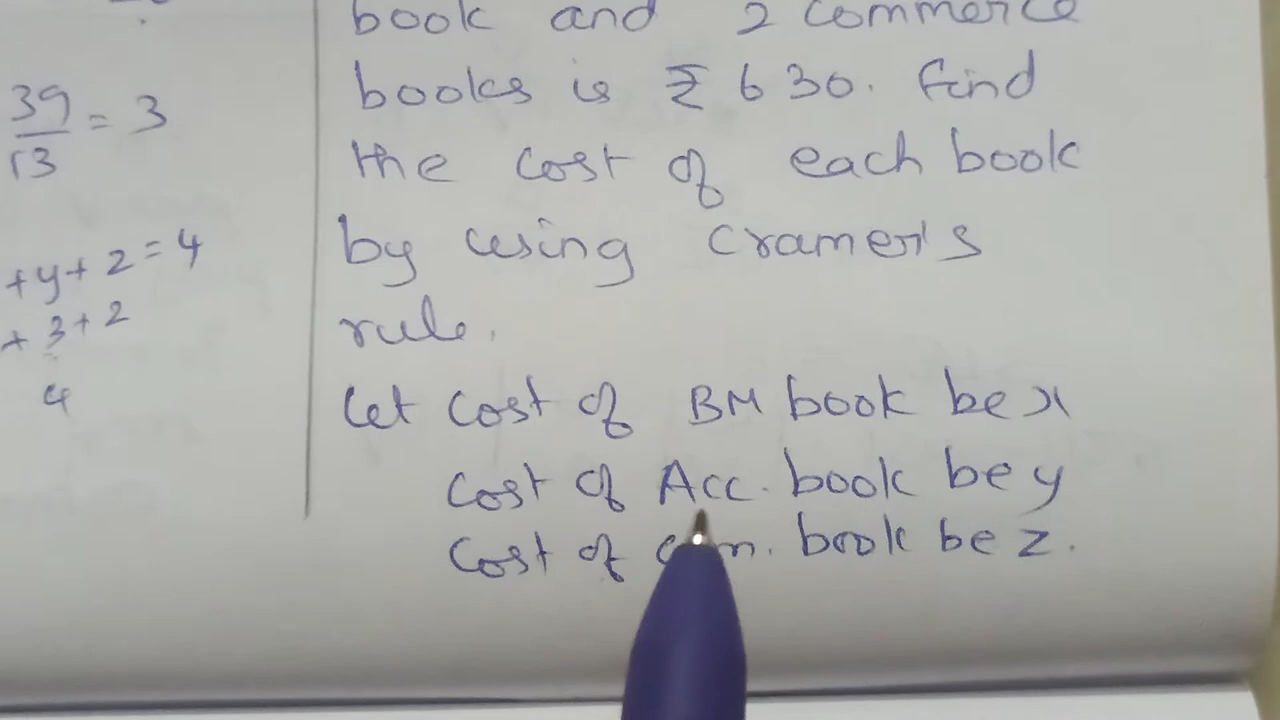 39
13 = 3
+y+2=4
+3+2
4
book and 2 commerce
books is ₹ 630. Find
the cost of each book
by using cramer's
rule.
Let cost of BM book be x
cost of Acc. book be y
cost of book be z.